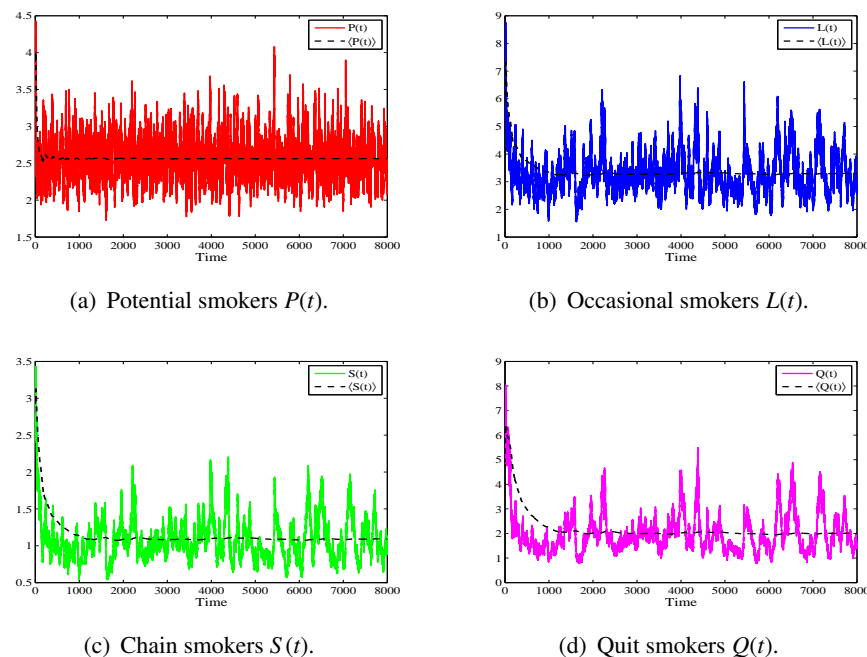 4.5
4
3.5
3
2.5
2
1.5
0 1000 2000 3000 4000 5000 6000 7000 8000
Time
P(t)
⟨P(t)⟩
(a) Potential smokers P(t).
9
8
7
6
5
4
3
2
1
0 1000 2000 3000 4000 5000 6000 7000 8000
Time
L(t)
⟨L(t)⟩
(b) Occasional smokers L(t).
3.5
3
2.5
2
1.5
1
0.5
0 1000 2000 3000 4000 5000 6000 7000 8000
Time
S(t)
⟨S(t)⟩
(c) Chain smokers S(t).
9
8
7
6
5
4
3
2
1
0
0 1000 2000 3000 4000 5000 6000 7000 8000
Time
Q(t)
⟨Q(t)⟩
(d) Quit smokers Q(t).